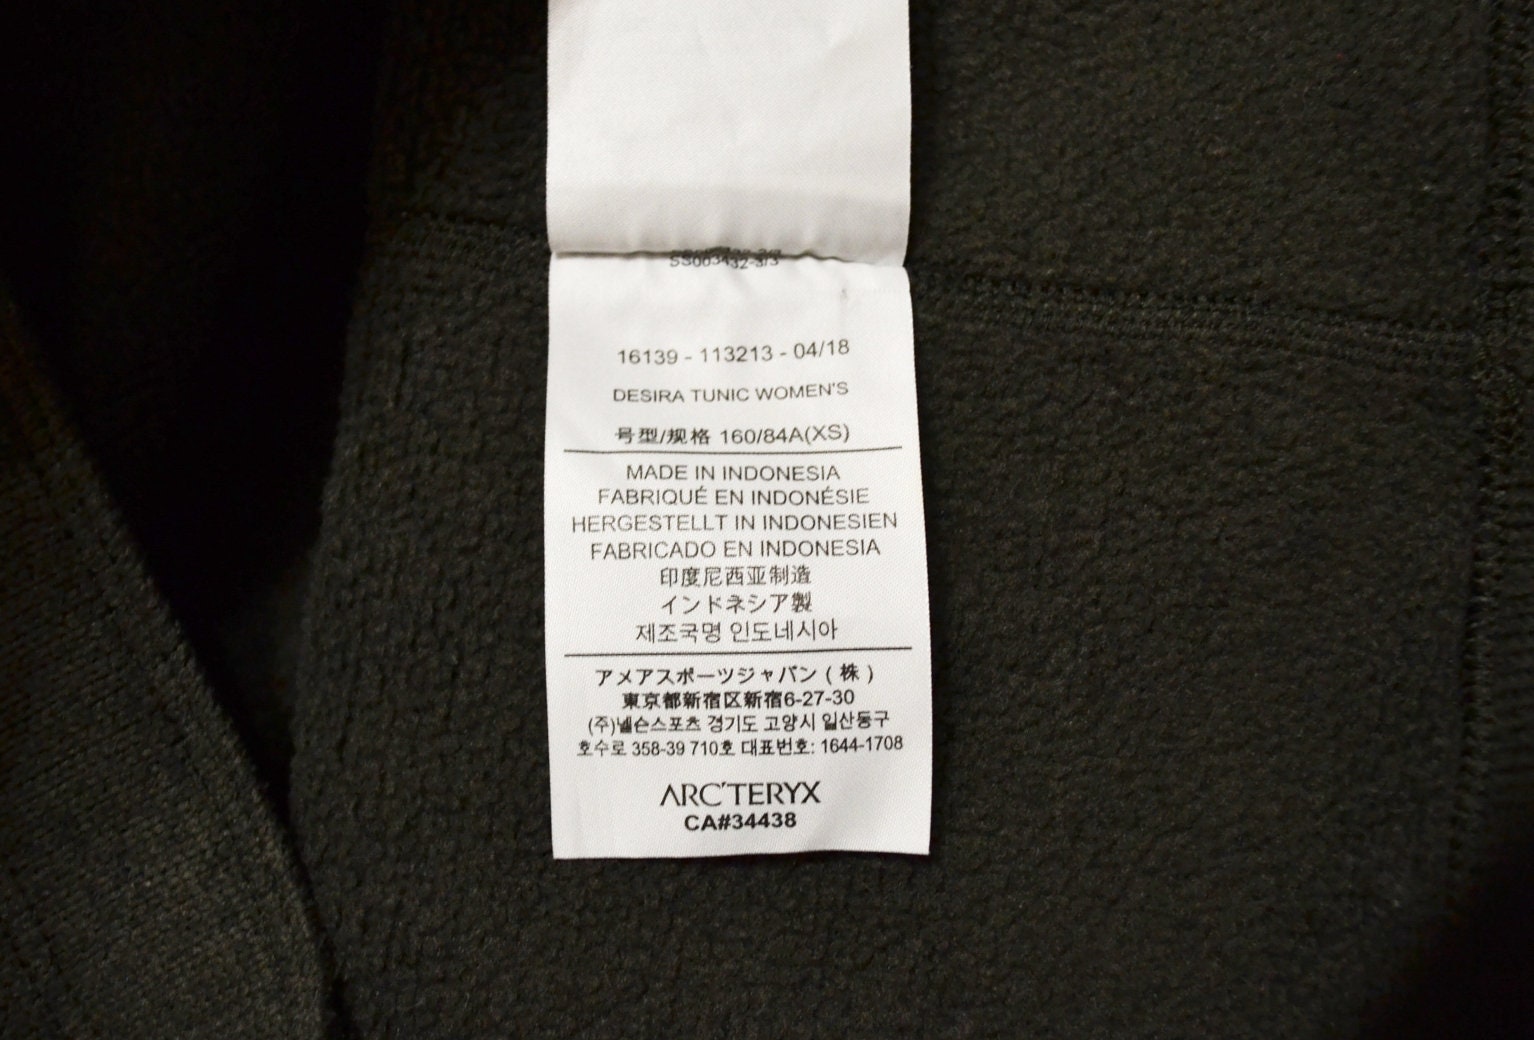 SS003432-3/3
16139 - 113213 - 04/18
DESIRA TUNIC WOMEN'S
号型/规格 160/84A(XS)
MADE IN INDONESIA
FABRIQUÉ EN INDONÉSIE
HERGESTELLT IN INDONESIEN
FABRICADO EN INDONESIA
印度尼西亚制造
インドネシア製
제조국명 인도네시아
アメアスポーツジャパン ( 株 )
東京都新宿区新宿6-27-30
(주)넬슨스포츠 경기도 고양시 일산동구
호수로 358-39 710호 대표번호: 1644-1708
ARC'TERYX
CA#34438